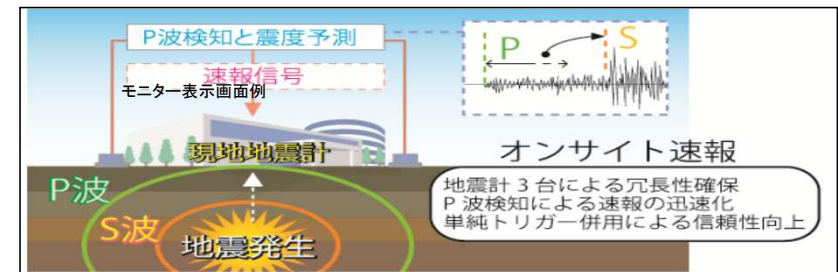 P波検知と震度予測
速報信号
モニター表示画面例
現地地震計
P波
S波
地震発生
P
S
オンサイト速報
地震計3台による冗長性確保
P波検知による速報の迅速化
単純トリガー併用による信頼性向上